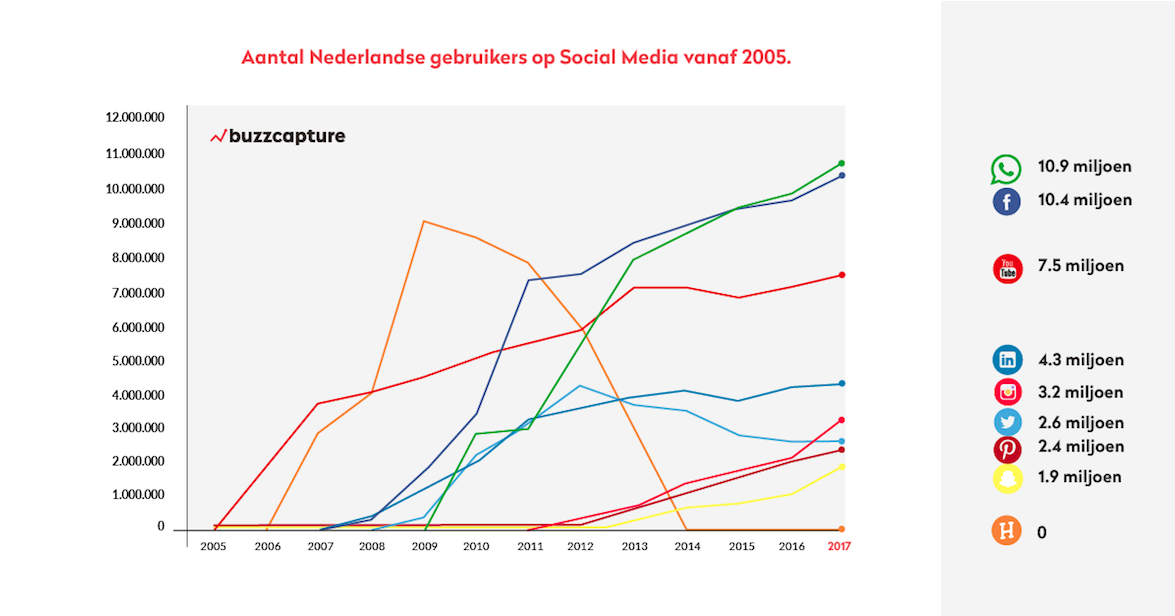 Aantal Nederlandse gebruikers op Social Media vanaf 2005.
buzzcapture
12.000.000
11.000.000
10.000.000
9.000.000
8.000.000
7.000.000
6.000.000
5.000.000
4.000.000
3.000.000
2.000.000
1.000.000
0
2005 2006 2007 2008 2009 2010 2011 2012 2013 2014 2015 2016 2017
10.9 miljoen
f 10.4 miljoen
You
Tube
7.5 miljoen
in 4.3 miljoen
3.2 miljoen
2.6 miljoen
2.4 miljoen
1.9 miljoen
H 0